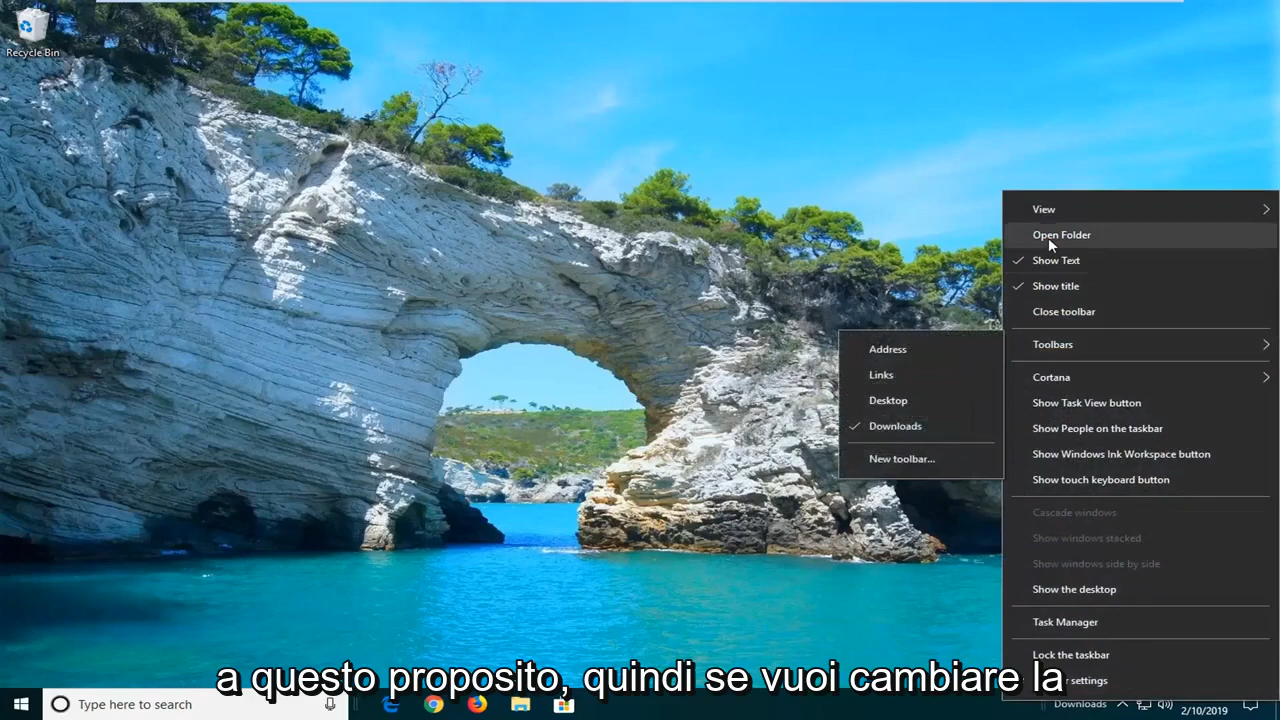 Recycle Bin
View
Open Folder
Show Text
Show title
Close toolbar
Toolbars
Address
Links
Desktop
Downloads
New toolbar...
Cortana
Show Task View button
Show People on the taskbar
Show Windows Ink Workspace button
Show touch keyboard button
Cascade windows
Show windows stacked
Show windows side by side
Show the desktop
Task Manager
Lock the taskbar
settings
a questo proposito, quindi se vuoi cambiare la
Type here to search
Downloads
2/10/2019